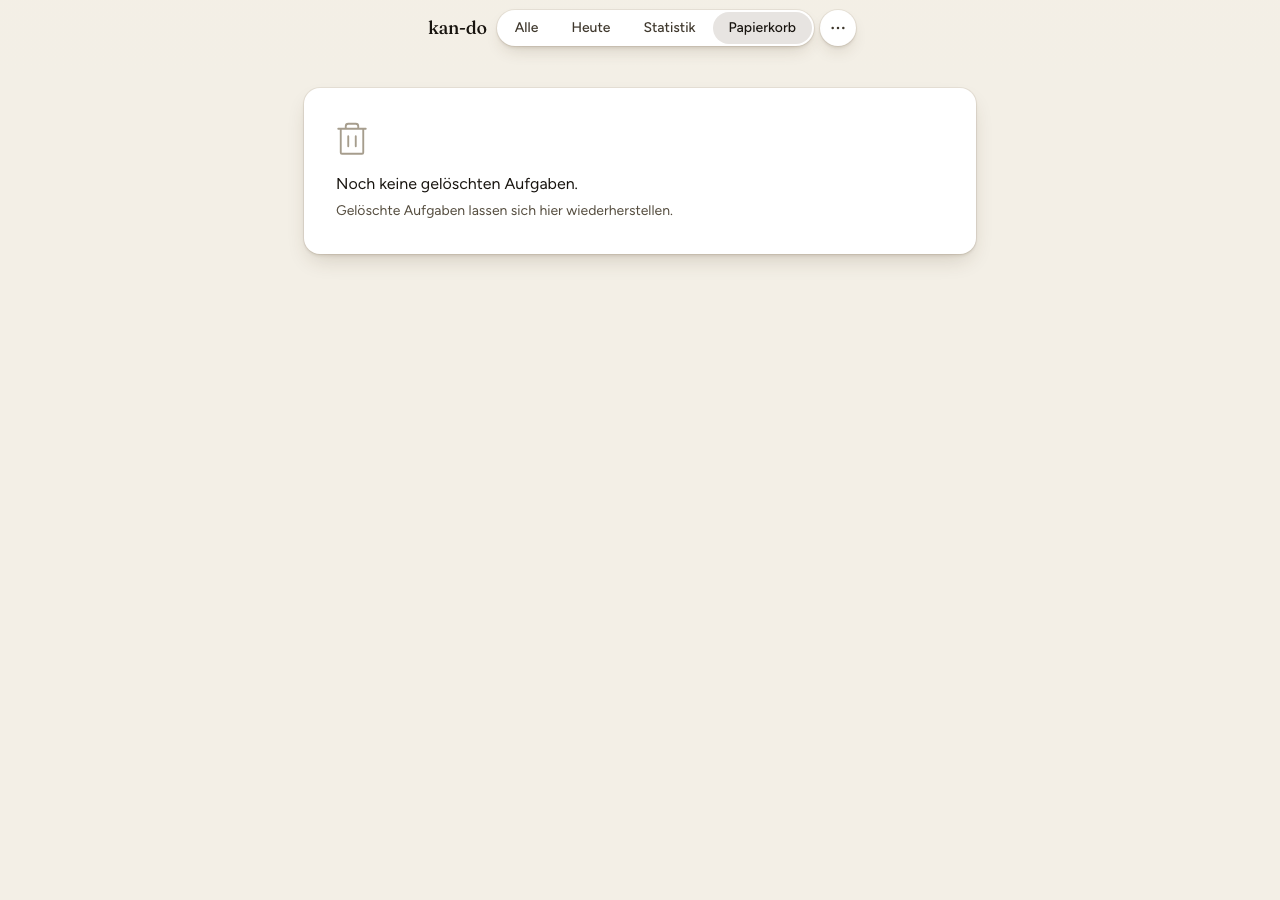 kan-do Alle Heute Statistik Papierkorb
Noch keine gelöschten Aufgaben.
Gelöschte Aufgaben lassen sich hier wiederherstellen.